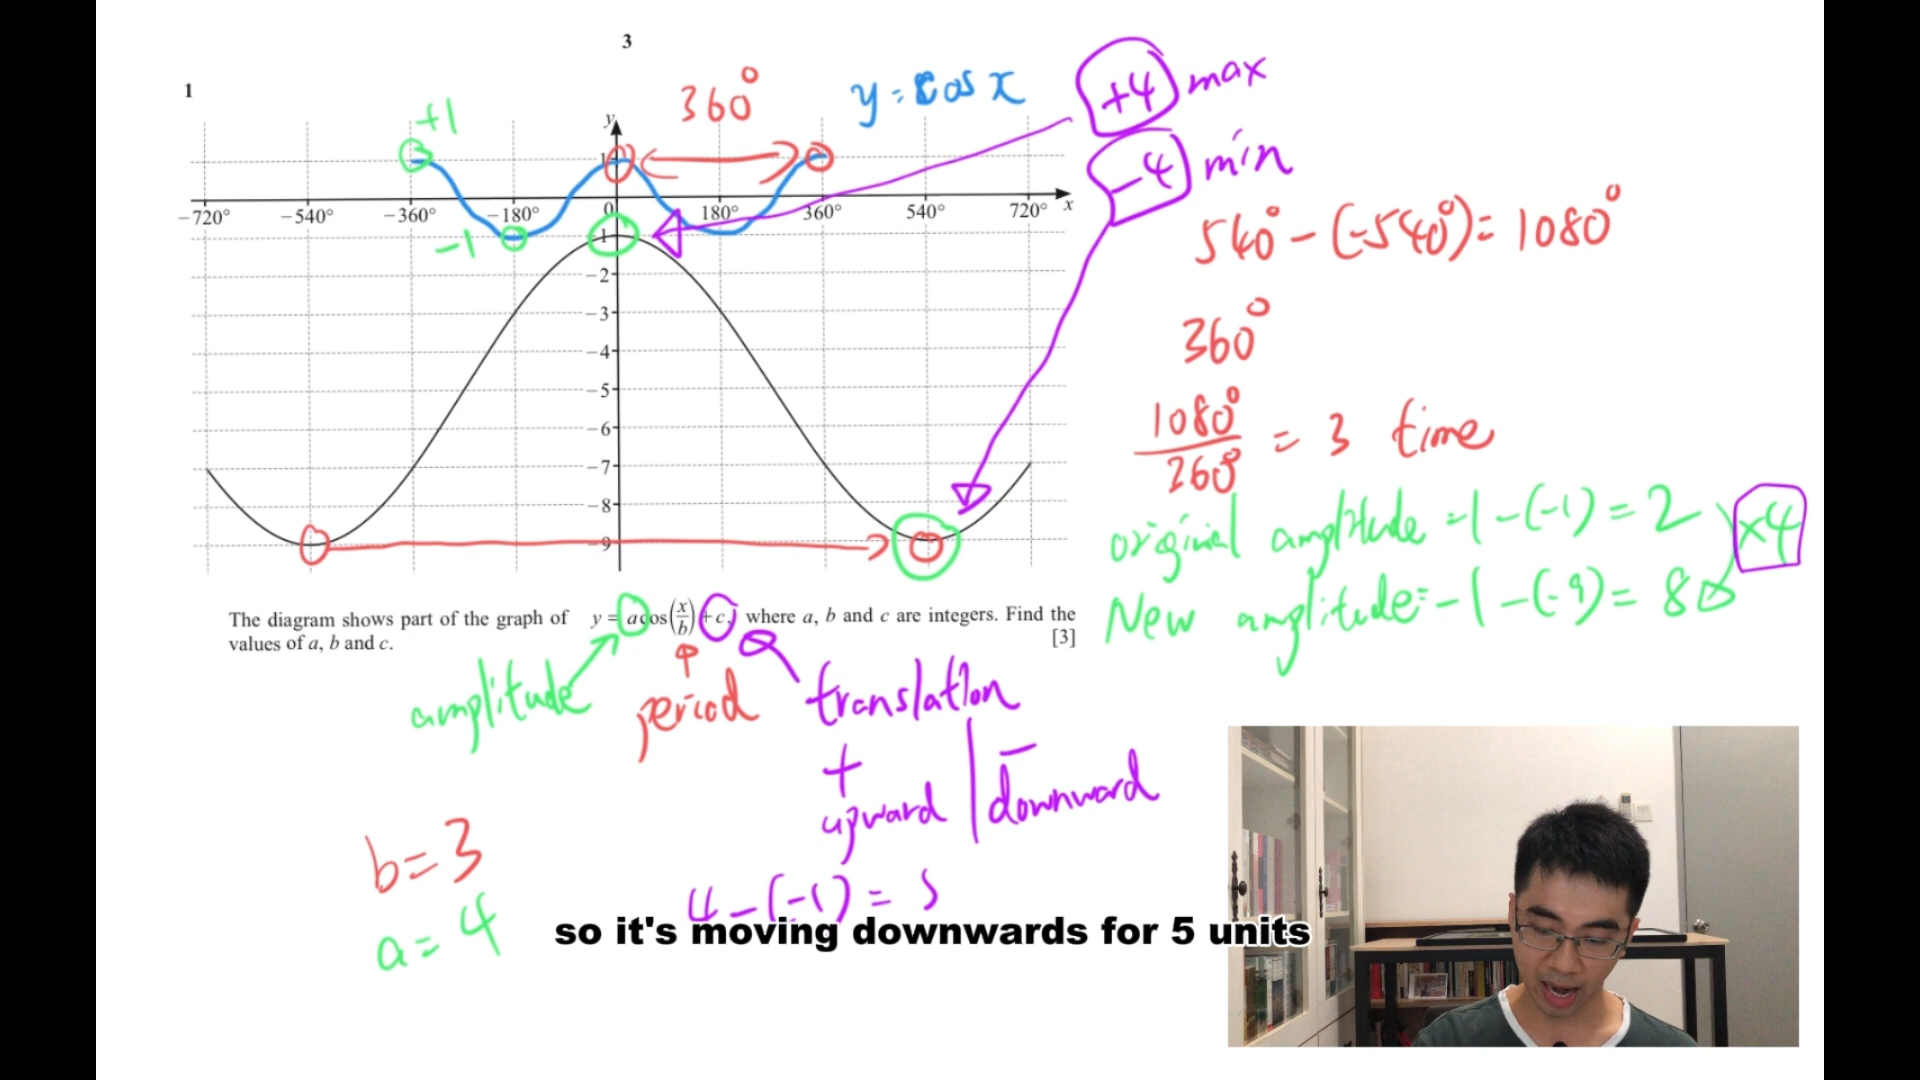 3
1
+1
360°
y = cos x
+4 max
-4 min
y
1
-720° -540° -360° -180° 0 180° 360° 540° 720° x
-1
-1
-2
-3
-4
-5
-6
-7
-8
-9
540° - (-540°) = 1080°
360°
1080°
360°
= 3 time
original amplitude = 1 - (-1) = 2
×4
New amplitude = -1 - (-9) = 8
The diagram shows part of the graph of y = a cos(x/b) + c, where a, b and c are integers. Find the
values of a, b and c. [3]
amplitude
period
translation
+ | -
upward | downward
b = 3
a = 4
4 - (-1) = 5
so it's moving downwards for 5 units